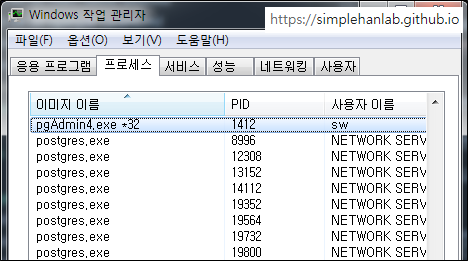 Windows 작업 관리자
https://simplehanlab.github.io
파일(F) 옵션(O) 보기(V) 도움말(H)
응용 프로그램 프로세스 서비스 성능 네트워킹 사용자
이미지 이름 PID 사용자 이름
pgAdmin4.exe *32 1412 sw
postgres.exe 8996 NETWORK SERV
postgres.exe 12308 NETWORK SERV
postgres.exe 13152 NETWORK SERV
postgres.exe 14112 NETWORK SERV
postgres.exe 19352 NETWORK SERV
postgres.exe 19564 NETWORK SERV
postgres.exe 19732 NETWORK SERV
postgres.exe 19800 NETWORK SERV